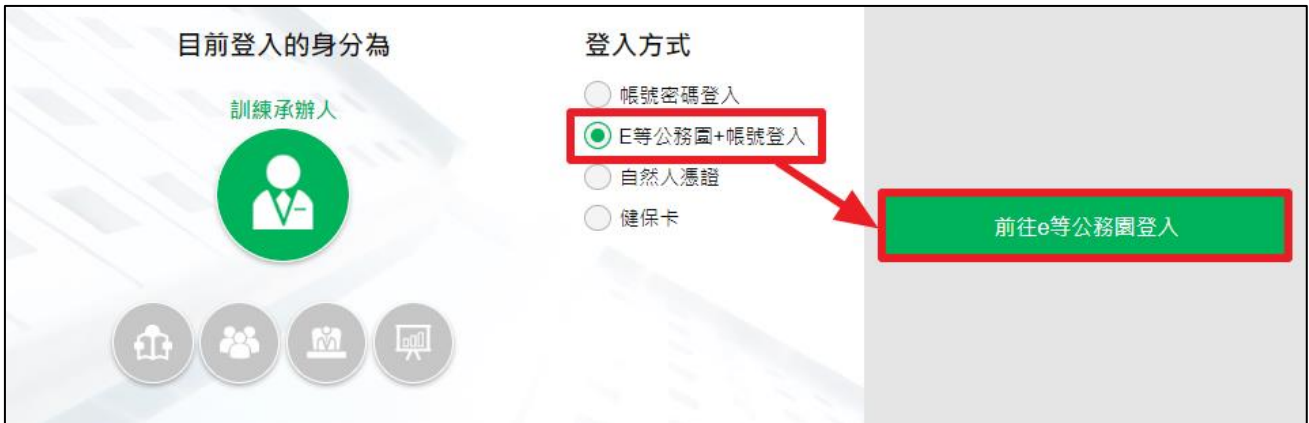 目前登入的身分為
訓練承辦人
登入方式
帳號密碼登入
E等公務園+帳號登入
自然人憑證
健保卡
前往e等公務園登入